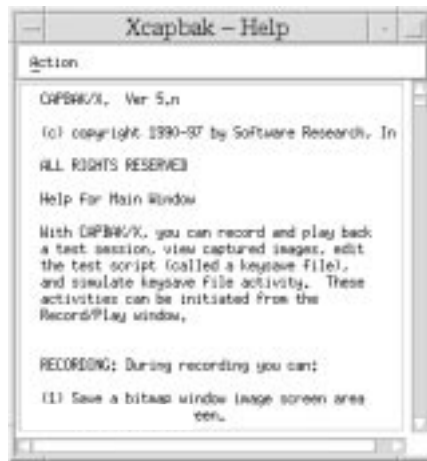 Xcapbak – Help
Action
CAPBAK/X, Ver 5.n
(c) copyright 1990-97 by Software Research, In
ALL RIGHTS RESERVED
Help For Main Window
With CAPBAK/X, you can record and play back
a test session, view captured images, edit
the test script (called a keysave file),
and simulate keysave file activity. These
activities can be initiated from the
Record/Play window.
RECORDING: During recording you can:
(1) Save a bitmap window image screen area
een.